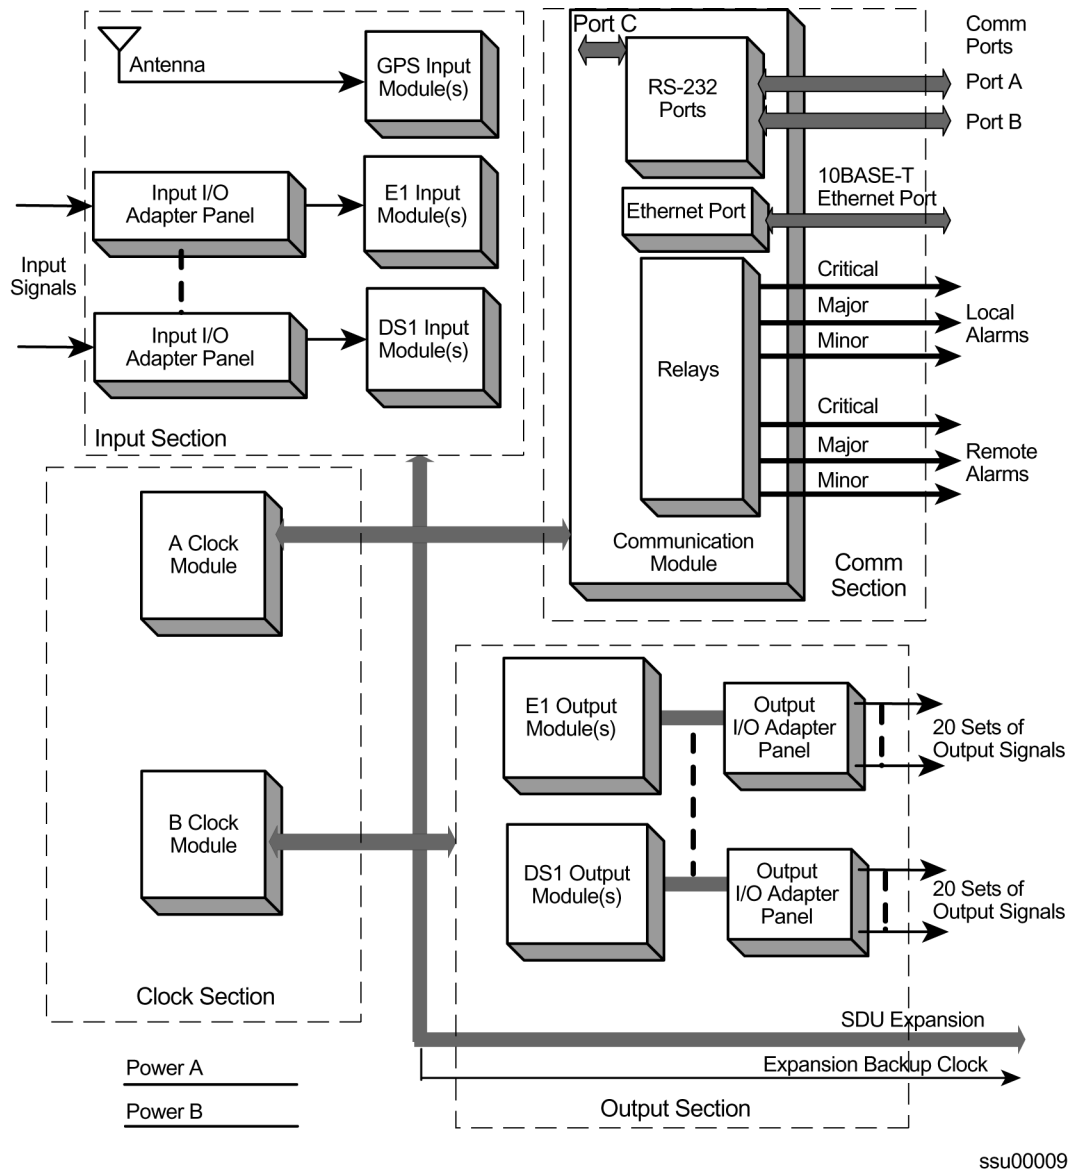 Antenna
GPS Input
Module(s)
Input I/O
Adapter Panel
E1 Input
Module(s)
Input
Signals
Input I/O
Adapter Panel
DS1 Input
Module(s)
Input Section
Port C
RS-232
Ports
Comm
Ports
Port A
Port B
10BASE-T
Ethernet Port
Ethernet Port
Relays
Critical
Major
Minor
Local
Alarms
Critical
Major
Minor
Remote
Alarms
Communication
Module
Comm
Section
A Clock
Module
B Clock
Module
Clock Section
E1 Output
Module(s)
Output
I/O Adapter
Panel
20 Sets of
Output Signals
DS1 Output
Module(s)
Output
I/O Adapter
Panel
20 Sets of
Output Signals
SDU Expansion
Expansion Backup Clock
Output Section
Power A
Power B
ssu00009